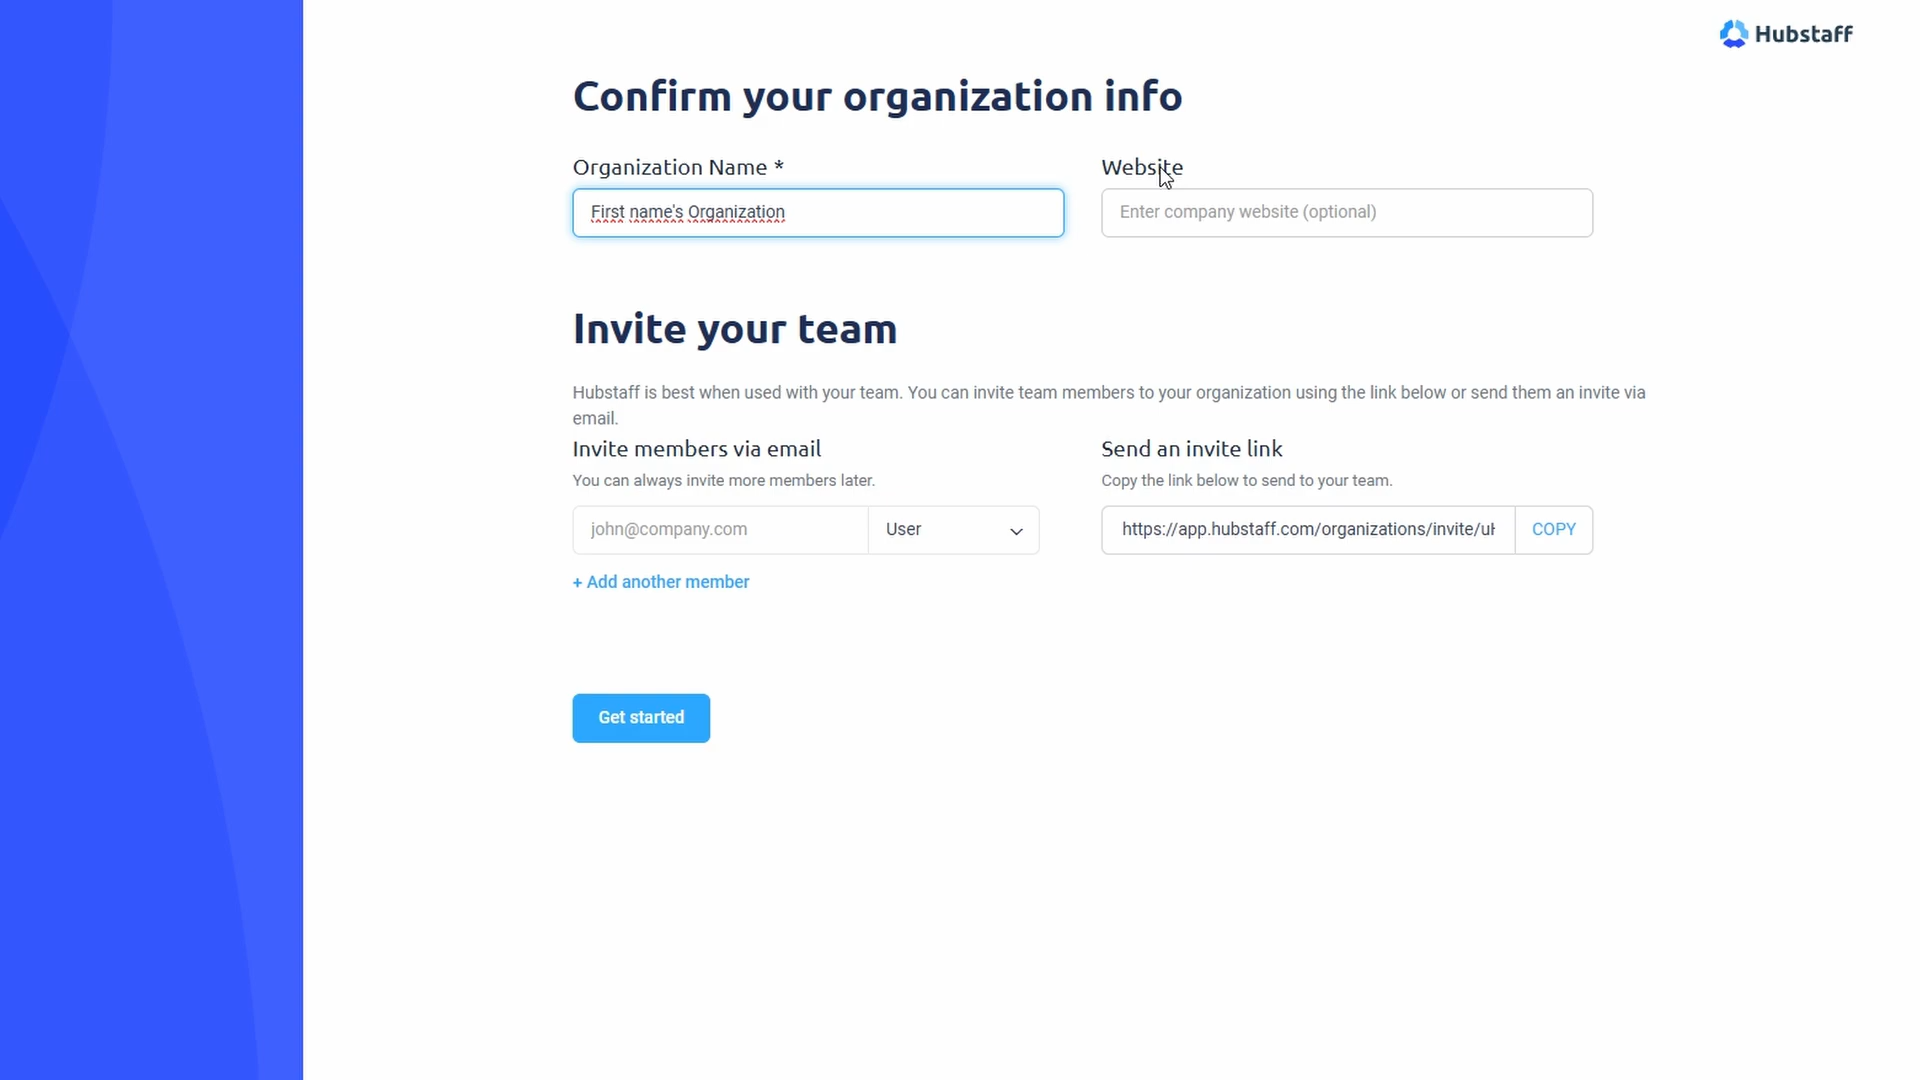 Hubstaff
Confirm your organization info
Organization Name *
Website
First name's Organization
Enter company website (optional)
Invite your team
Hubstaff is best when used with your team. You can invite team members to your organization using the link below or send them an invite via
email.
Invite members via email
Send an invite link
You can always invite more members later.
Copy the link below to send to your team.
john@company.com
User
https://app.hubstaff.com/organizations/invite/
COPY
+ Add another member
Get started